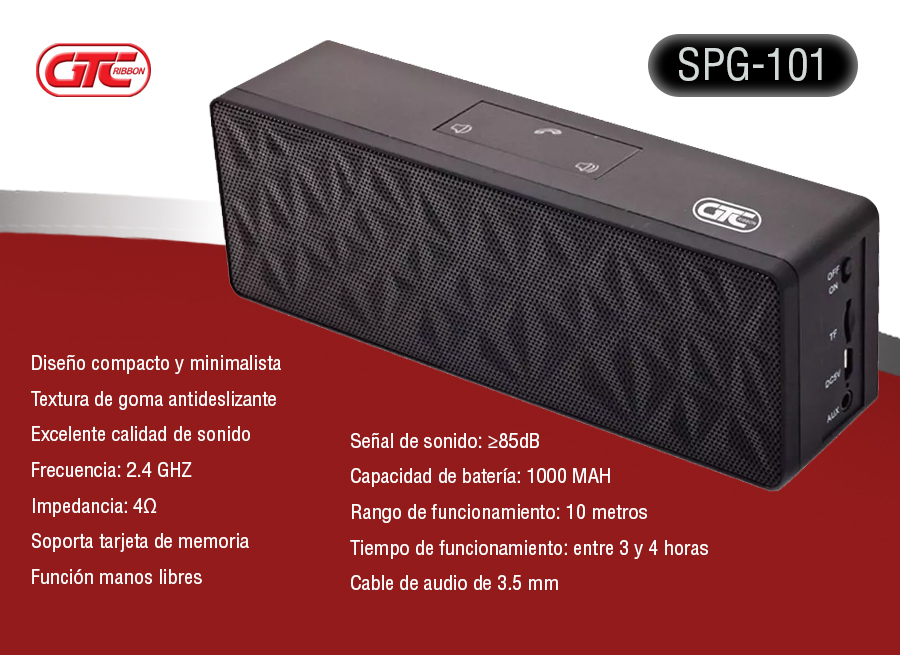 GTC
RIBBON
SPG-101
GTC
RIBBON
OFF
ON
TF
DC5V
AUX
Diseño compacto y minimalista
Textura de goma antideslizante
Excelente calidad de sonido
Frecuencia: 2.4 GHZ
Impedancia: 4Ω
Soporta tarjeta de memoria
Función manos libres
Señal de sonido: ≥85dB
Capacidad de batería: 1000 MAH
Rango de funcionamiento: 10 metros
Tiempo de funcionamiento: entre 3 y 4 horas
Cable de audio de 3.5 mm